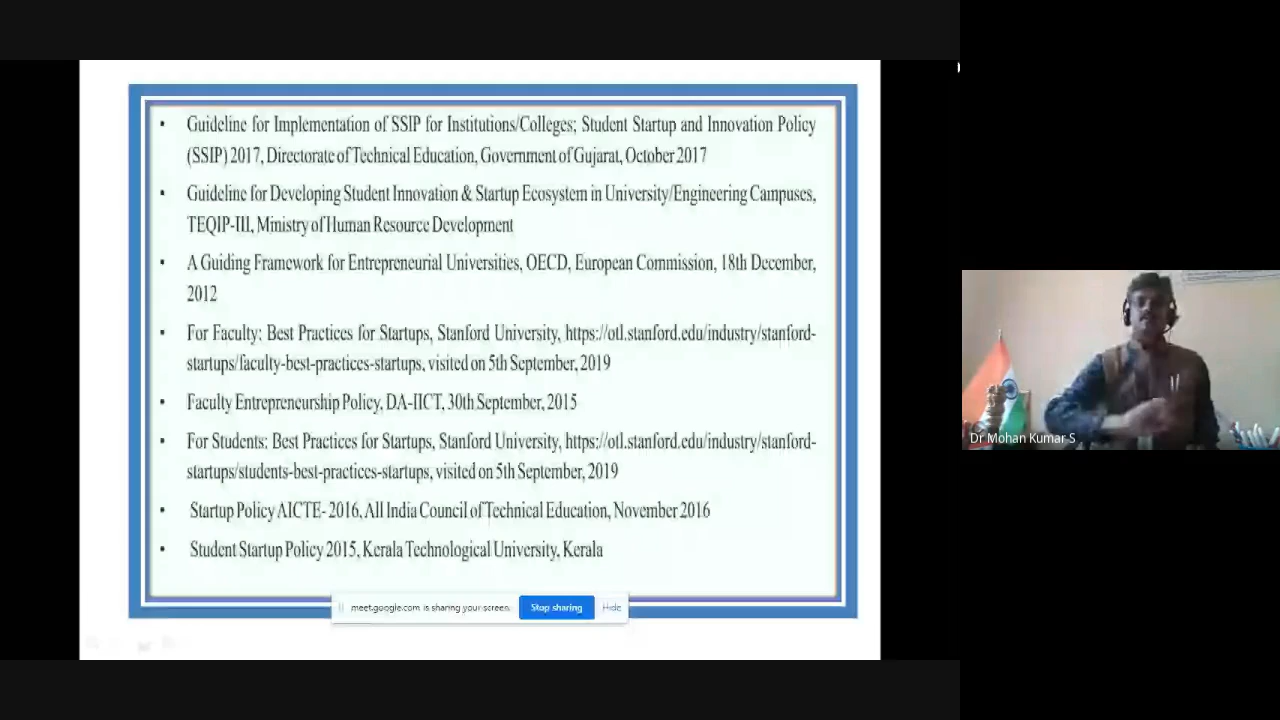 Guideline for Implementation of SSIP for Institutions/Colleges; Student Startup and Innovation Policy
(SSIP) 2017, Directorate of Technical Education, Government of Gujarat, October 2017
Guideline for Developing Student Innovation & Startup Ecosystem in University/Engineering Campuses,
TEQIP-III, Ministry of Human Resource Development
A Guiding Framework for Entrepreneurial Universities, OECD, European Commission, 18th December,
2012
For Faculty: Best Practices for Startups, Stanford University, https://otl.stanford.edu/industry/stanford-
startups/faculty-best-practices-startups, visited on 5th September, 2019
Faculty Entrepreneurship Policy, DA-IICT, 30th September, 2015
For Students: Best Practices for Startups, Stanford University, https://otl.stanford.edu/industry/stanford-
startups/students-best-practices-startups, visited on 5th September, 2019
Startup Policy AICTE- 2016, All India Council of Technical Education, November 2016
Student Startup Policy 2015, Kerala Technological University, Kerala
meet.google.com is sharing your screen. Stop sharing Hide
Dr Mohan Kumar S